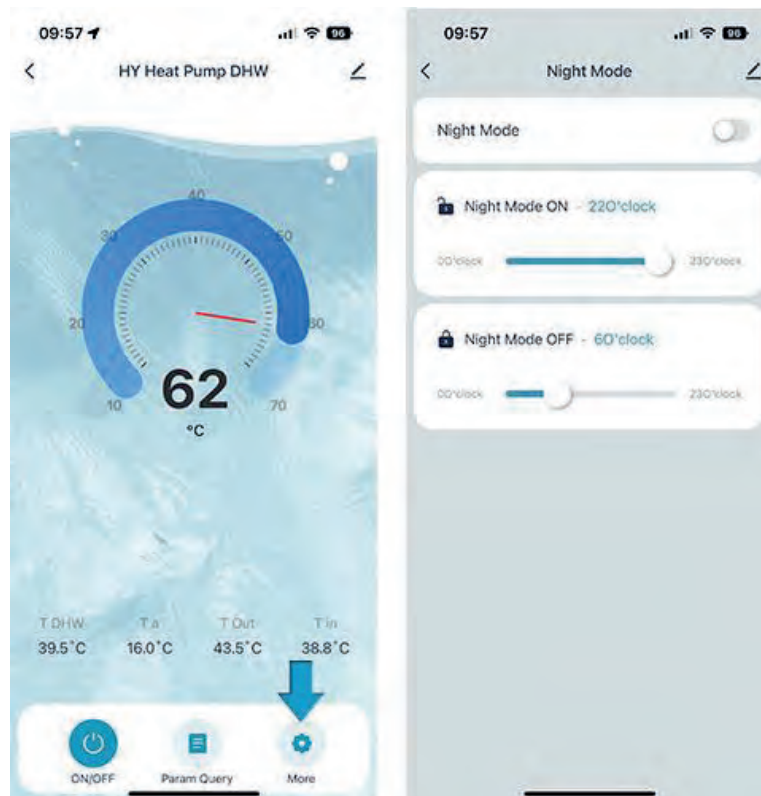 09:57
96
HY Heat Pump DHW
40
30
50
20
60
10
70
62
°C
T DHW
T a
T Out
T in
39.5°C
16.0°C
43.5°C
38.8°C
ON/OFF
Param Query
More
09:57
96
Night Mode
Night Mode
Night Mode ON - 22O'clock
0O'clock
23O'clock
Night Mode OFF - 6O'clock
0O'clock
23O'clock